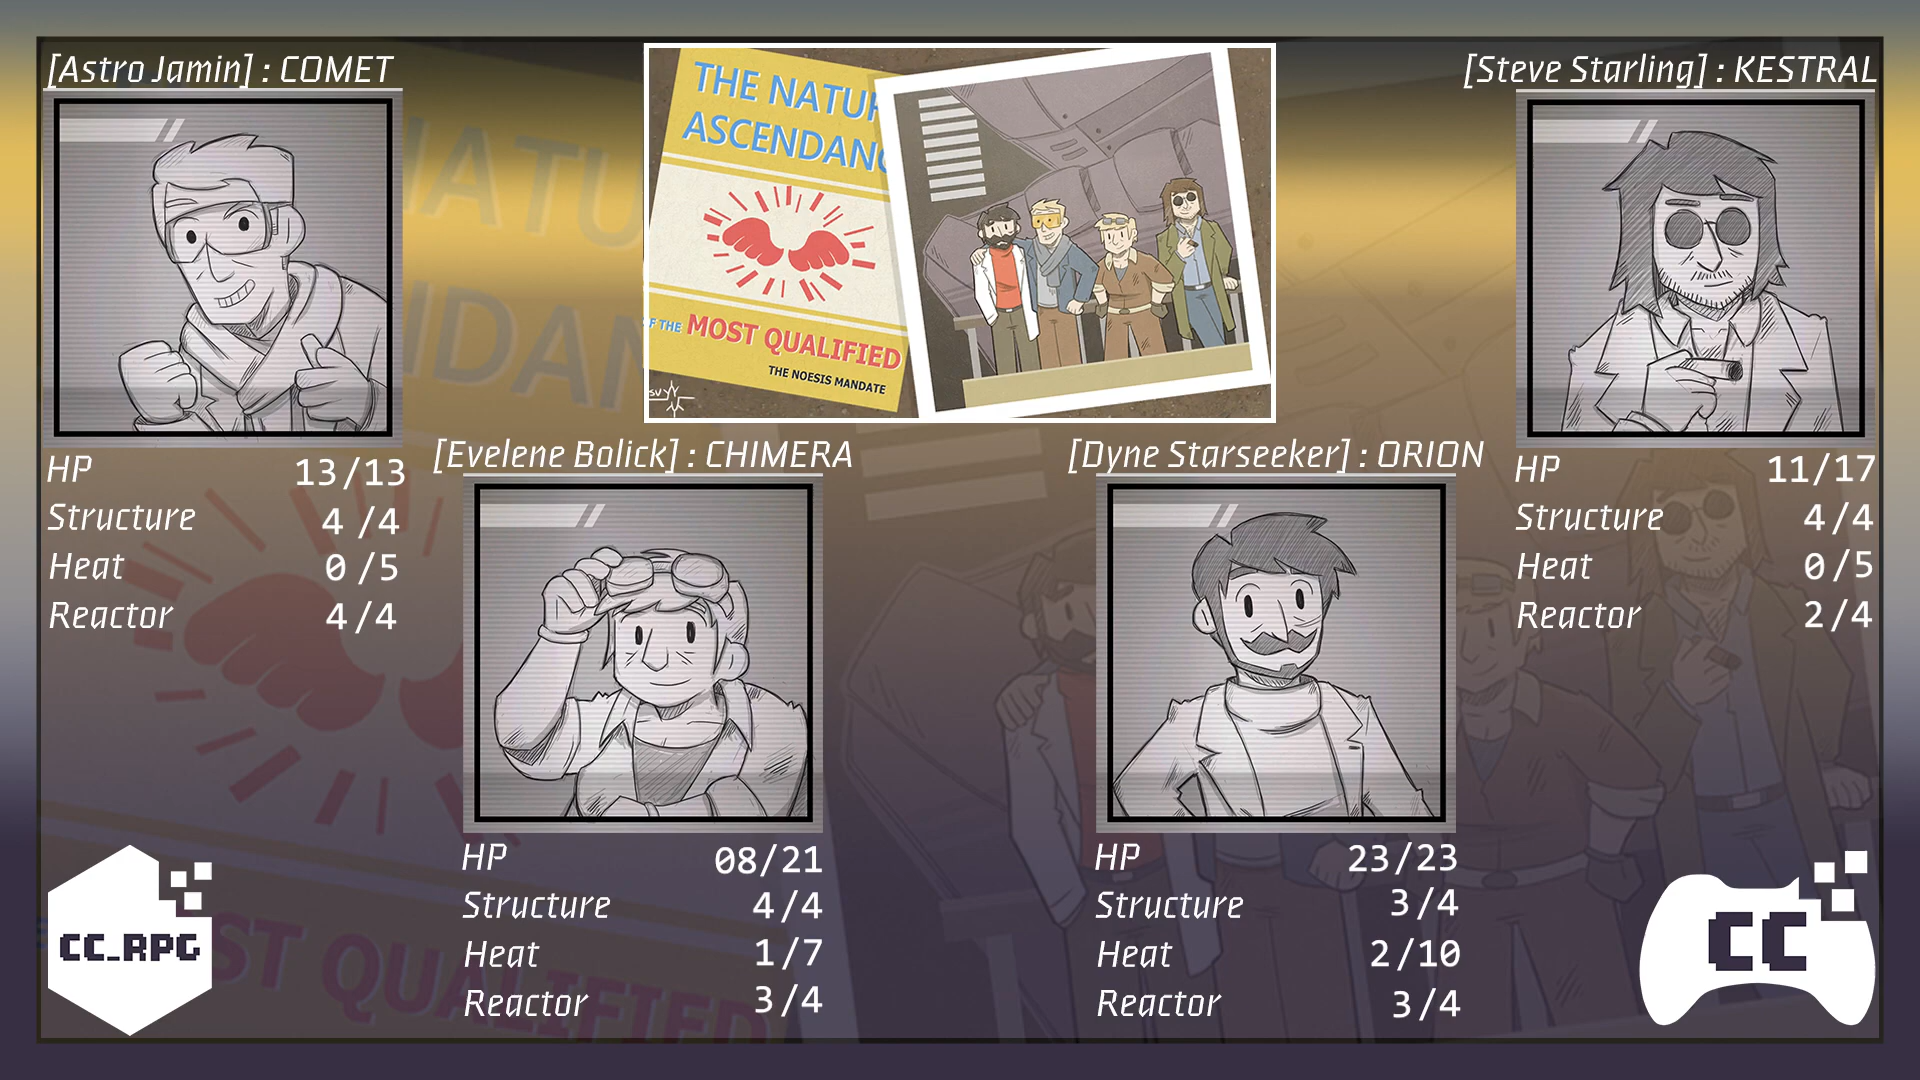 [Astro Jamin] : COMET
HP 13/13
Structure 4/4
Heat 0/5
Reactor 4/4
THE NATUR
ASCENDANC
F THE MOST QUALIFIED
THE NOESIS MANDATE
[Evelene Bolick] : CHIMERA
HP 08/21
Structure 4/4
Heat 1/7
Reactor 3/4
[Dyne Starseeker] : ORION
HP 23/23
Structure 3/4
Heat 2/10
Reactor 3/4
[Steve Starling] : KESTRAL
HP 11/17
Structure 4/4
Heat 0/5
Reactor 2/4
CC_RPG
CC